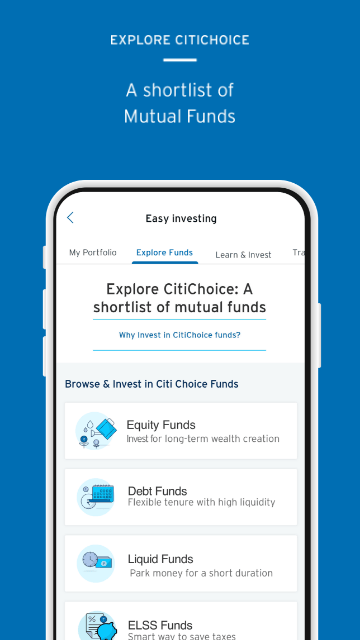 EXPLORE CITICHOICE
A shortlist of
Mutual Funds
Easy investing
My Portfolio
Explore Funds
Learn & Invest
Tra
Explore CitiChoice: A
shortlist of mutual funds
Why Invest in CitiChoice funds?
Browse & Invest in Citi Choice Funds
Equity Funds
Invest for long-term wealth creation
Debt Funds
Flexible tenure with high liquidity
Liquid Funds
Park money for a short duration
ELSS Funds
Smart way to save taxes